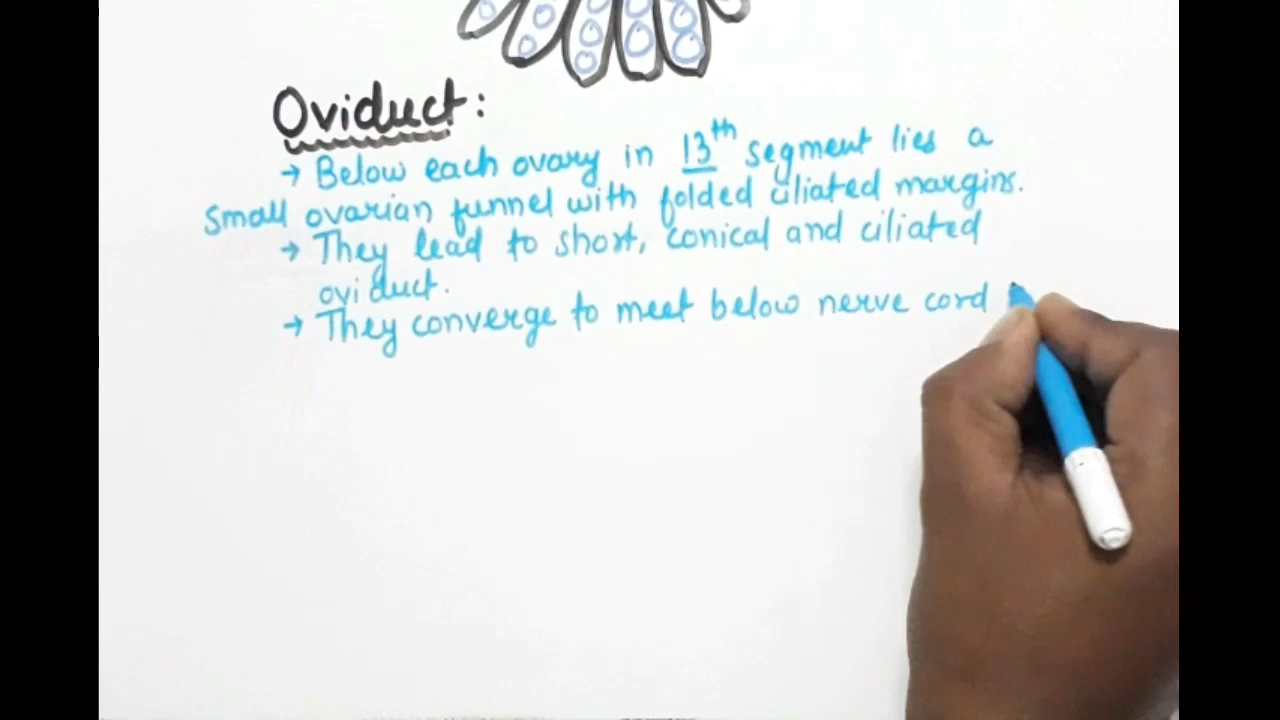 Oviduct:
→ Below each ovary in 13th segment lies a
small ovarian funnel with folded ciliated margins.
→ They lead to short, conical and ciliated
oviduct.
→ They converge to meet below nerve cord